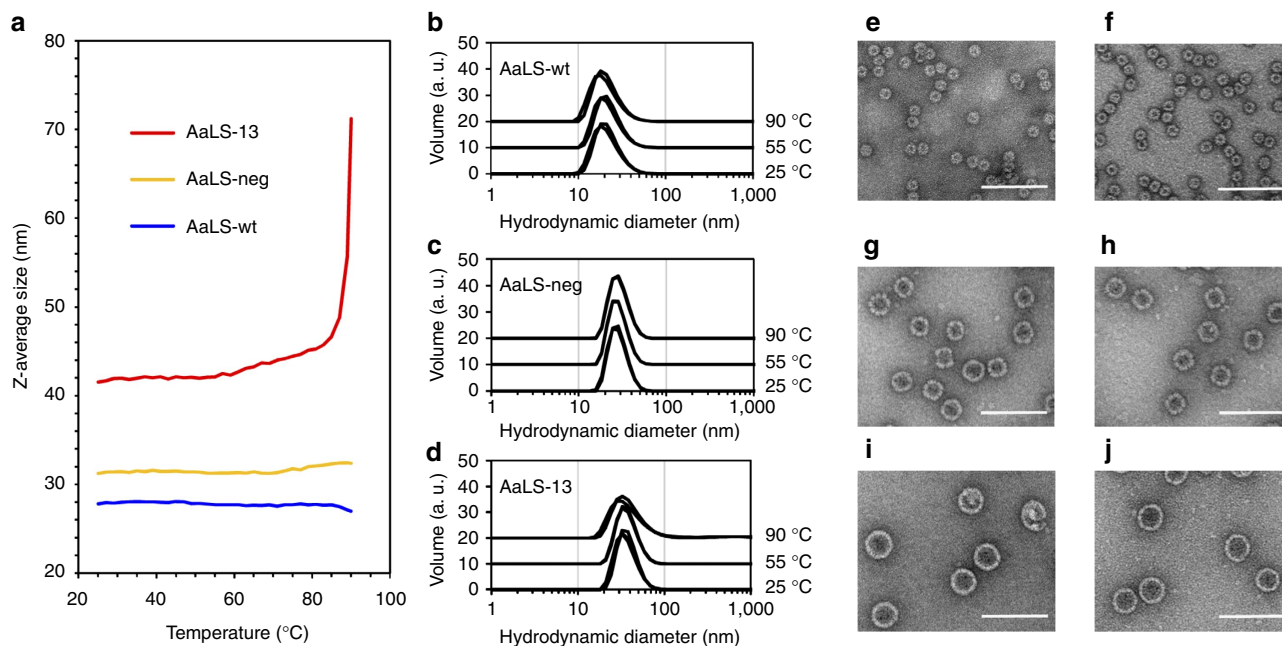 a
80
70
60
50
40
30
20
20 40 60 80 100
Z-average size (nm)
Temperature (°C)
AaLS-13
AaLS-neg
AaLS-wt
b
AaLS-wt
50
40
30
20
10
0
Volume (a. u.)
90 °C
55 °C
25 °C
1 10 100 1,000
Hydrodynamic diameter (nm)
c
AaLS-neg
50
40
30
20
10
0
Volume (a. u.)
90 °C
55 °C
25 °C
1 10 100 1,000
Hydrodynamic diameter (nm)
d
AaLS-13
50
40
30
20
10
0
Volume (a. u.)
90 °C
55 °C
25 °C
1 10 100 1,000
Hydrodynamic diameter (nm)
e
f
g
h
i
j